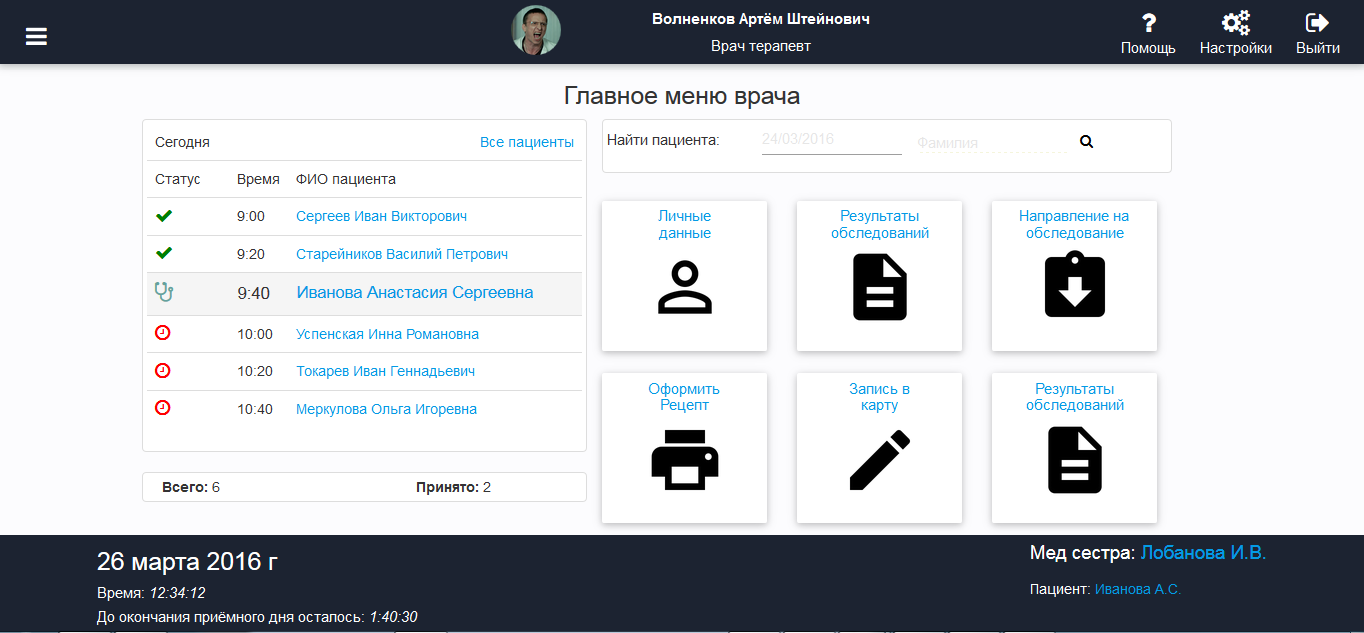 Волненков Артём Штейнович
Врач терапевт
Помощь
Настройки
Выйти
Главное меню врача
Сегодня
Все пациенты
Статус Время ФИО пациента
9:00 Сергеев Иван Викторович
9:20 Старейников Василий Петрович
9:40 Иванова Анастасия Сергеевна
10:00 Успенская Инна Романовна
10:20 Токарев Иван Геннадьевич
10:40 Меркулова Ольга Игоревна
Всего: 6
Принято: 2
Найти пациента: 24/03/2016 Фамилия
Личные
данные
Результаты
обследований
Направление на
обследование
Оформить
Рецепт
Запись в
карту
Результаты
обследований
26 марта 2016 г
Время: 12:34:12
До окончания приёмного дня осталось: 1:40:30
Мед сестра: Лобанова И.В.
Пациент: Иванова А.С.